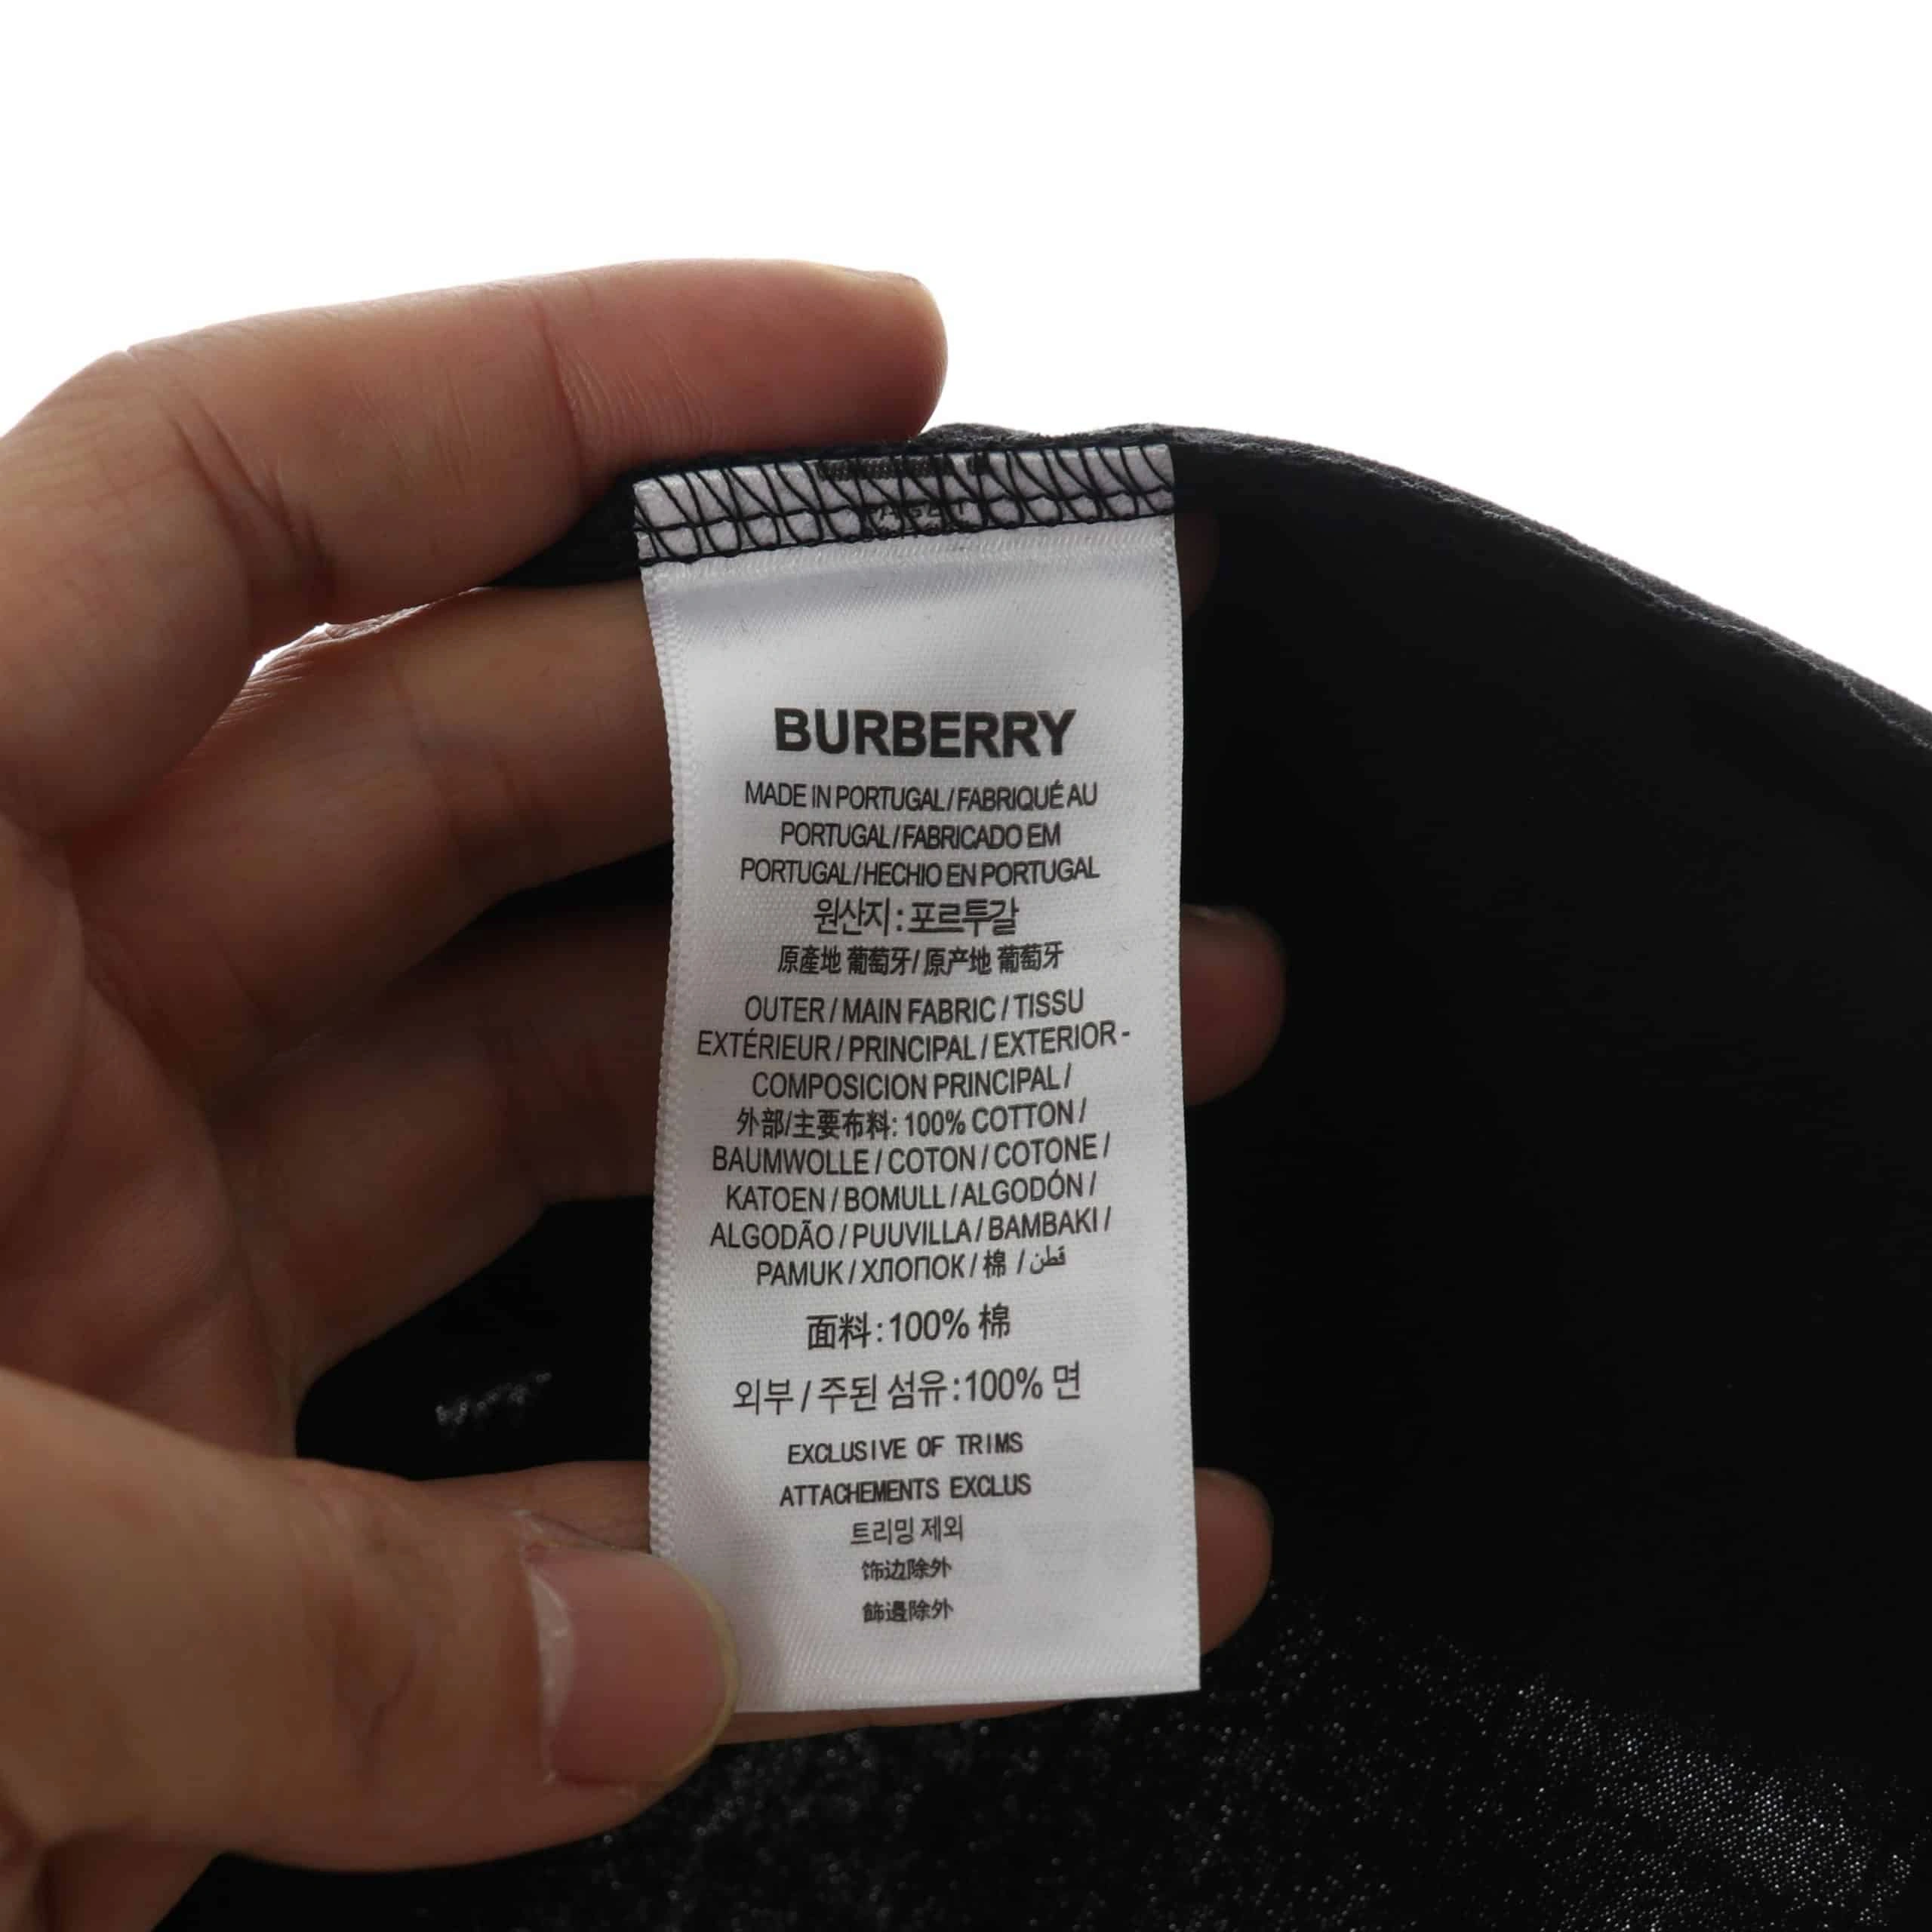 BURBERRY
MADE IN PORTUGAL/FABRIQUÉ AU
PORTUGAL/FABRICADO EM
PORTUGAL/HECHIO EN PORTUGAL
원산지:포르투갈
原產地 葡萄牙/原产地 葡萄牙
OUTER/MAIN FABRIC/TISSU
EXTÉRIEUR/PRINCIPAL/EXTERIOR-
COMPOSICION PRINCIPAL/
外部/主要布料: 100% COTTON/
BAUMWOLLE/COTON/COTONE/
KATOEN/BOMULL/ALGODÓN/
ALGODÃO/PUUVILLA/BAMBAKI/
PAMUK/ХЛОПОК/棉/قطن
面料:100% 棉
외부/주된 섬유:100% 면
EXCLUSIVE OF TRIMS
ATTACHEMENTS EXCLUS
트리밍 제외
饰边除外
飾邊除外